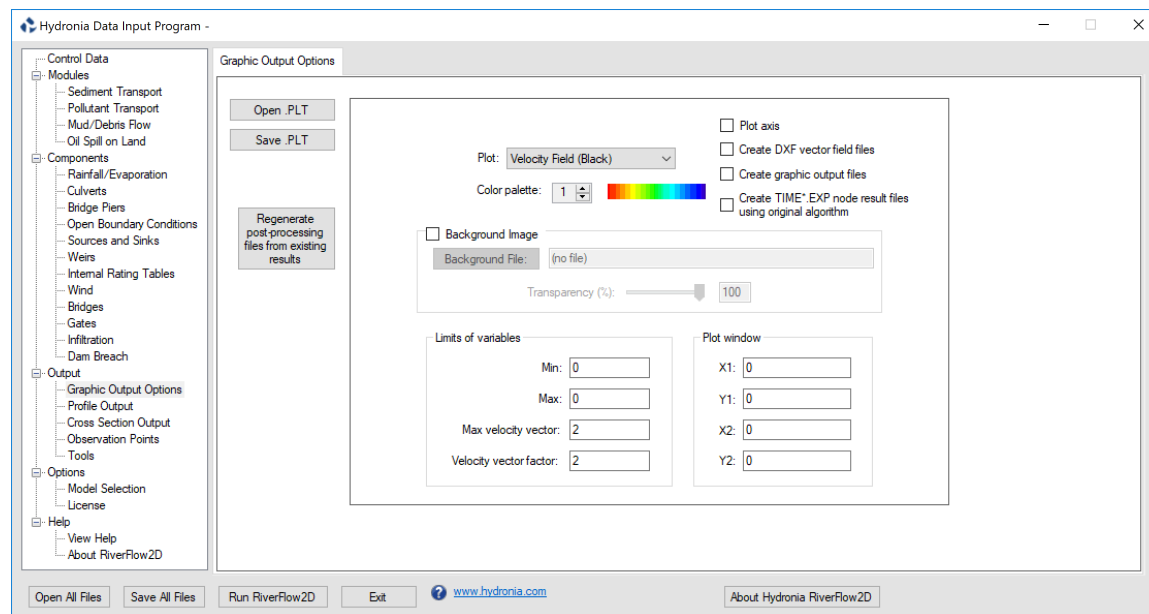 Hydronia Data Input Program -
Control Data
Modules
Sediment Transport
Pollutant Transport
Mud/Debris Flow
Oil Spill on Land
Components
Rainfall/Evaporation
Culverts
Bridge Piers
Open Boundary Conditions
Sources and Sinks
Weirs
Internal Rating Tables
Wind
Bridges
Gates
Infiltration
Dam Breach
Output
Graphic Output Options
Profile Output
Cross Section Output
Observation Points
Tools
Options
Model Selection
License
Help
View Help
About RiverFlow2D
Graphic Output Options
Open .PLT
Save .PLT
Regenerate
post-processing
files from existing
results
Plot: Velocity Field (Black)
Color palette: 1
Plot axis
Create DXF vector field files
Create graphic output files
Create TIME*.EXP node result files
using original algorithm
Background Image
Background File: (no file)
Transparency (%): 100
Limits of variables
Min: 0
Max: 0
Max velocity vector: 2
Velocity vector factor: 2
Plot window
X1: 0
Y1: 0
X2: 0
Y2: 0
Open All Files
Save All Files
Run RiverFlow2D
Exit
? www.hydronia.com
About Hydronia RiverFlow2D